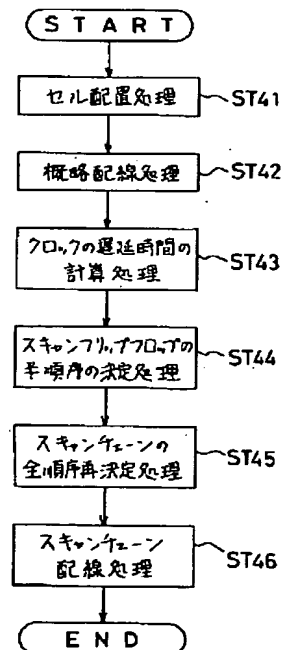 START
セル配置処理
ST41
概略配線処理
ST42
クロックの遅延時間の
計算処理
ST43
スキャンフリップフロップの
半順序の決定処理
ST44
スキャンチェーンの
全順序再決定処理
ST45
スキャンチェーン
配線処理
ST46
END